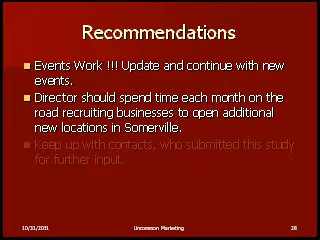 Recommendations
Events Work !!! Update and continue with new
events.
Director should spend time each month on the
road recruiting businesses to open additional
new locations in Somerville.
Keep up with contacts, who submitted this study
for further input.
10/31/2011
Uncommon Marketing
28